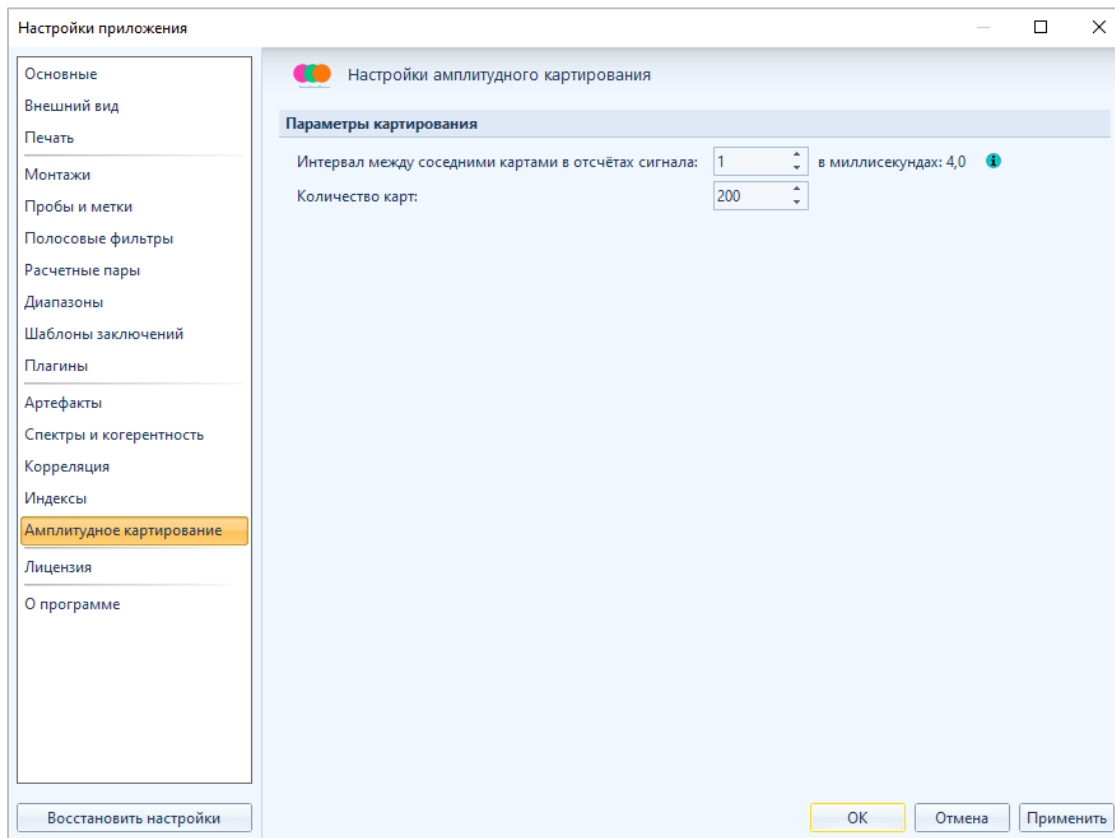 Настройки приложения
Основные
Внешний вид
Печать
Монтажи
Пробы и метки
Полосовые фильтры
Расчетные пары
Диапазоны
Шаблоны заключений
Плагины
Артефакты
Спектры и когерентность
Корреляция
Индексы
Амплитудное картирование
Лицензия
О программе
Восстановить настройки
Настройки амплитудного картирования
Параметры картирования
Интервал между соседними картами в отсчётах сигнала: 1 в миллисекундах: 4,0
Количество карт: 200
ОК Отмена Применить